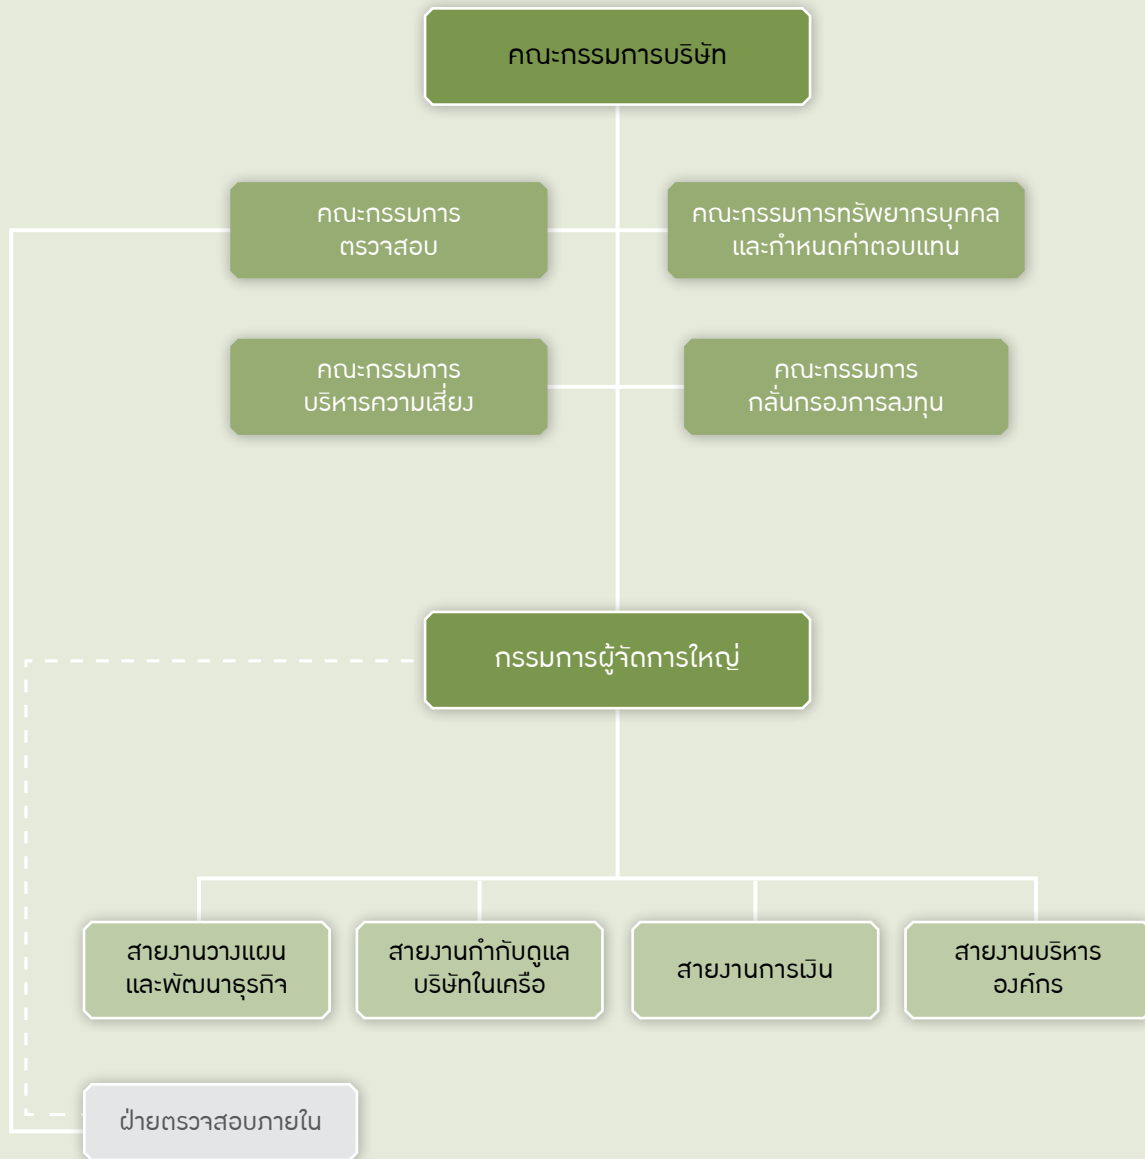 คณะกรรมการบริษัท
คณะกรรมการ
ตรวจสอบ
คณะกรรมการทรัพยากรบุคคล
และกำหนดค่าตอบแทน
คณะกรรมการ
บริหารความเสี่ยง
คณะกรรมการ
กลั่นกรองการลงทุน
กรรมการผู้จัดการใหญ่
สายงานวางแผน
และพัฒนาธุรกิจ
สายงานกำกับดูแล
บริษัทในเครือ
สายงานการเงิน
สายงานบริหาร
องค์กร
ฝ่ายตรวจสอบภายใน